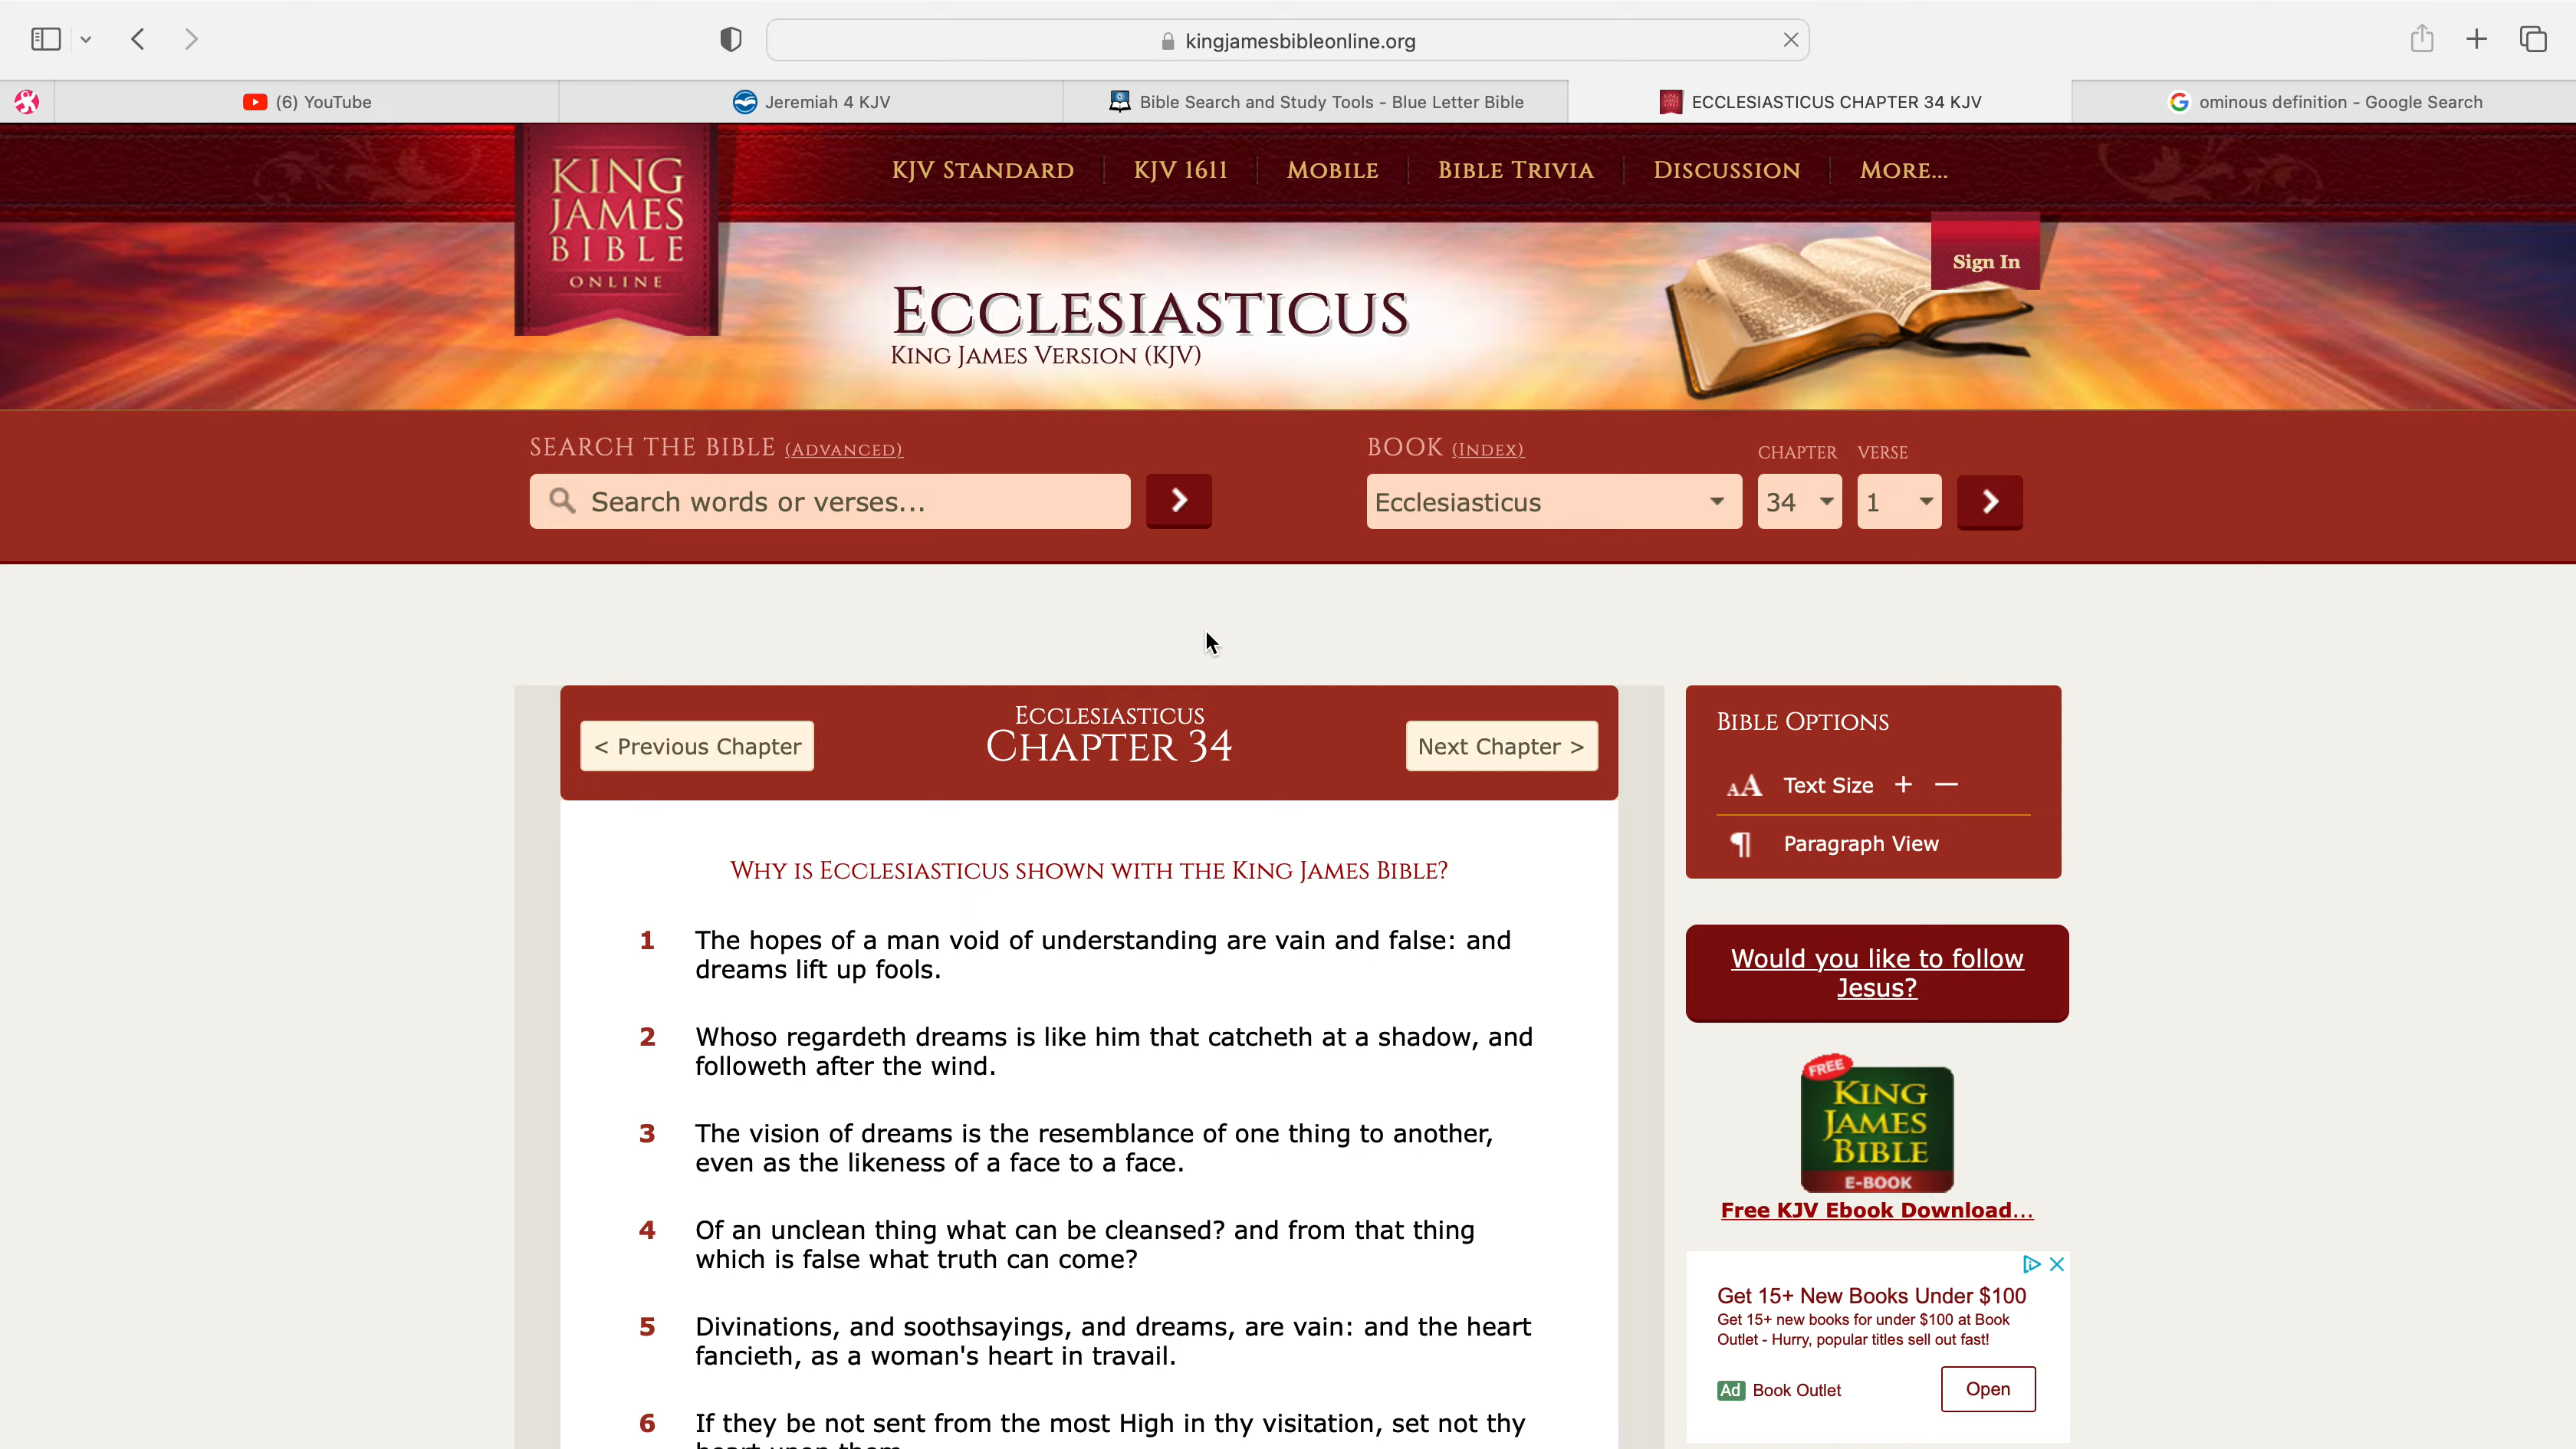 kingjamesbibleonline.org
(6) YouTube
Jeremiah 4 KJV
Bible Search and Study Tools - Blue Letter Bible
ECCLESIASTICUS CHAPTER 34 KJV
ominous definition - Google Search
KING
JAMES
BIBLE
ONLINE
KJV STANDARD
KJV 1611
MOBILE
BIBLE TRIVIA
DISCUSSION
MORE...
Sign In
ECCLESIASTICUS
KING JAMES VERSION (KJV)
SEARCH THE BIBLE (ADVANCED)
Search words or verses...
BOOK (INDEX)
CHAPTER
VERSE
Ecclesiasticus
34
1
< Previous Chapter
ECCLESIASTICUS
CHAPTER 34
Next Chapter >
WHY IS ECCLESIASTICUS SHOWN WITH THE KING JAMES BIBLE?
1 The hopes of a man void of understanding are vain and false: and
dreams lift up fools.
2 Whoso regardeth dreams is like him that catcheth at a shadow, and
followeth after the wind.
3 The vision of dreams is the resemblance of one thing to another,
even as the likeness of a face to a face.
4 Of an unclean thing what can be cleansed? and from that thing
which is false what truth can come?
5 Divinations, and soothsayings, and dreams, are vain: and the heart
fancieth, as a woman's heart in travail.
6 If they be not sent from the most High in thy visitation, set not thy
BIBLE OPTIONS
AA Text Size + —
¶ Paragraph View
Would you like to follow
Jesus?
FREE
KING
JAMES
BIBLE
E-BOOK
Free KJV Ebook Download...
Get 15+ New Books Under $100
Get 15+ new books for under $100 at Book
Outlet - Hurry, popular titles sell out fast!
Ad Book Outlet
Open